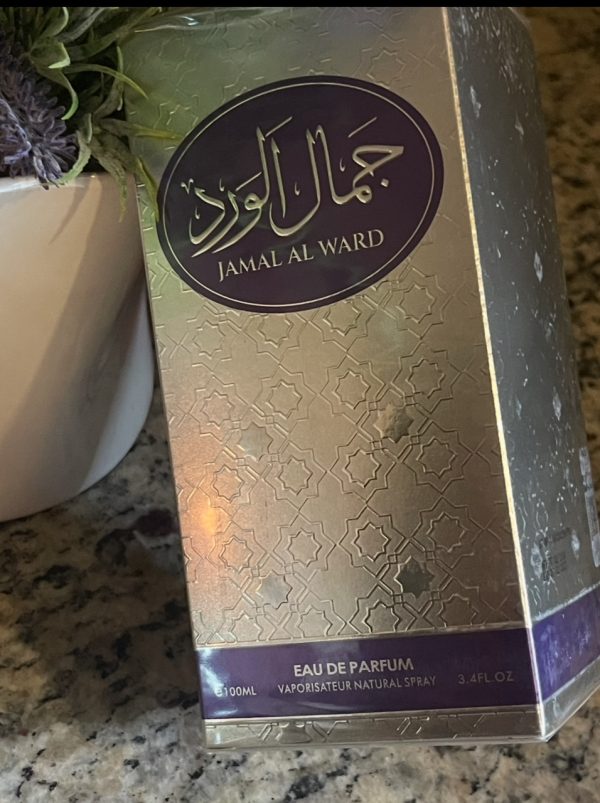 جمال الورد
JAMAL AL WARD
EAU DE PARFUM
100ML VAPORISATEUR NATURAL SPRAY 3.4FL.OZ